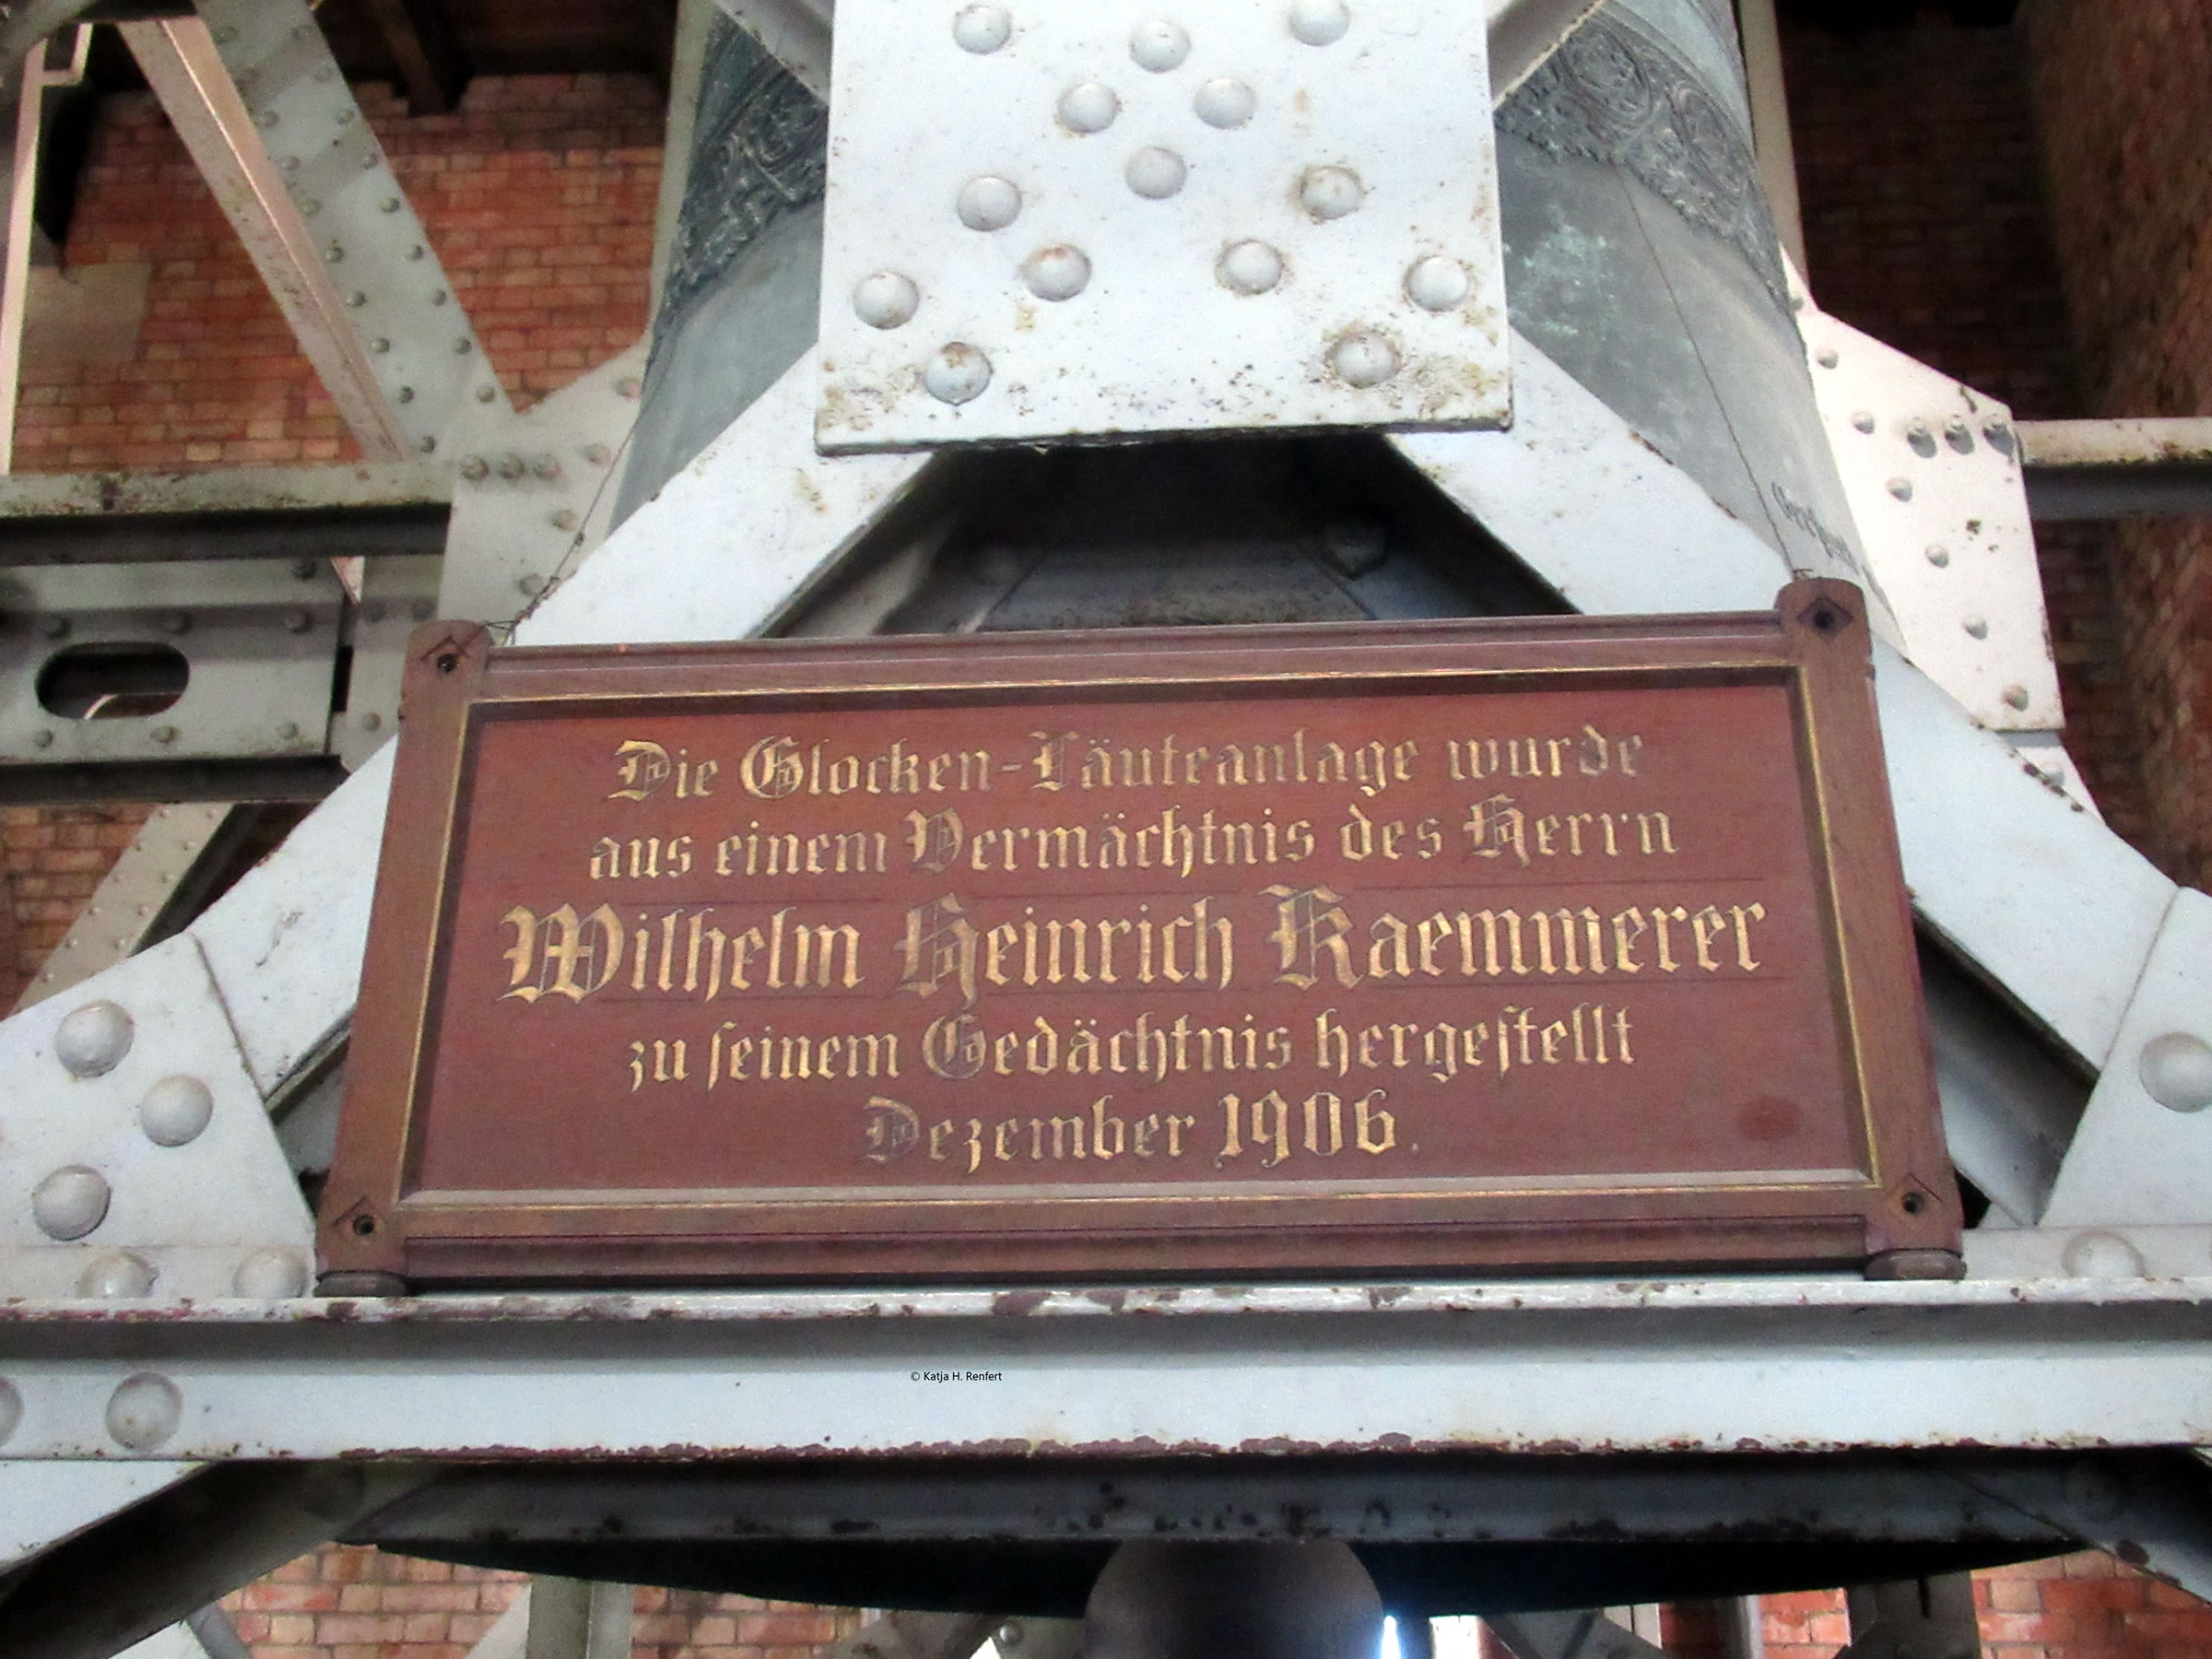 Die Glocken-Läuteanlage wurde
aus einem Vermächtnis des Herrn
Wilhelm Heinrich Kaemmerer
zu ſeinem Gedächtnis hergeſtellt
Dezember 1906.
© Katja H. Renfert